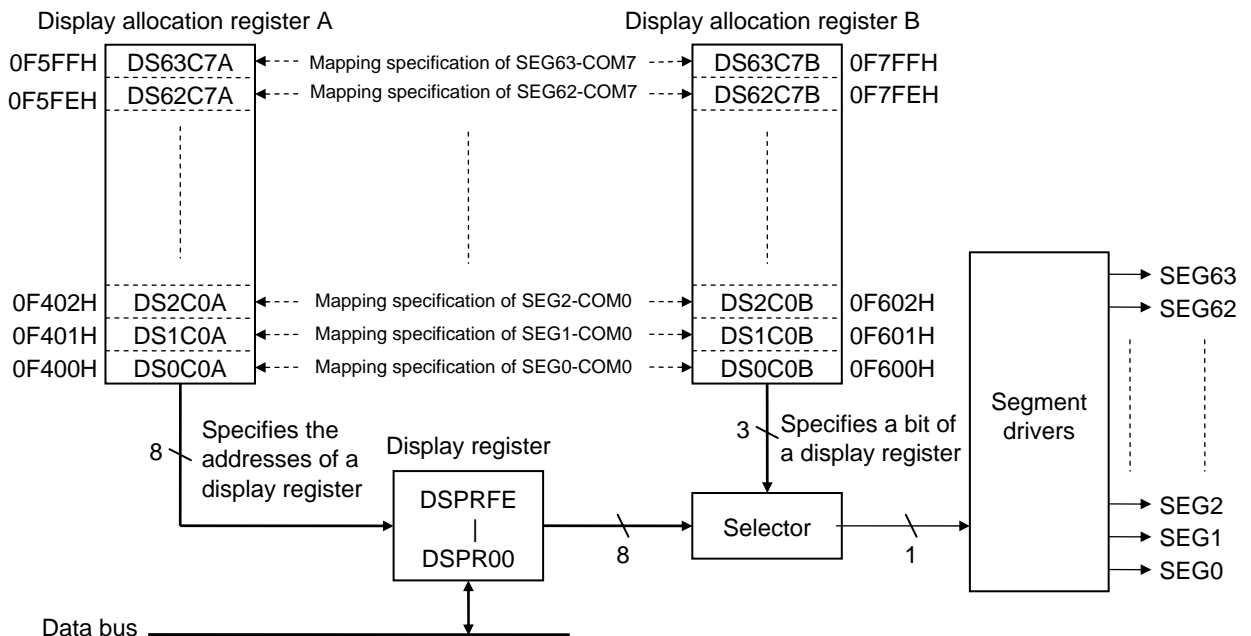 Display allocation register A
Display allocation register B
0F5FFH DS63C7A Mapping specification of SEG63-COM7 DS63C7B 0F7FFH
0F5FEH DS62C7A Mapping specification of SEG62-COM7 DS62C7B 0F7FEH
0F402H DS2C0A Mapping specification of SEG2-COM0 DS2C0B 0F602H
0F401H DS1C0A Mapping specification of SEG1-COM0 DS1C0B 0F601H
0F400H DS0C0A Mapping specification of SEG0-COM0 DS0C0B 0F600H
8
Specifies the
addresses of a
display register
Display register
DSPRFE
DSPR00
8
3
Specifies a bit of
a display register
Selector
1
Segment
drivers
SEG63
SEG62
SEG2
SEG1
SEG0
Data bus